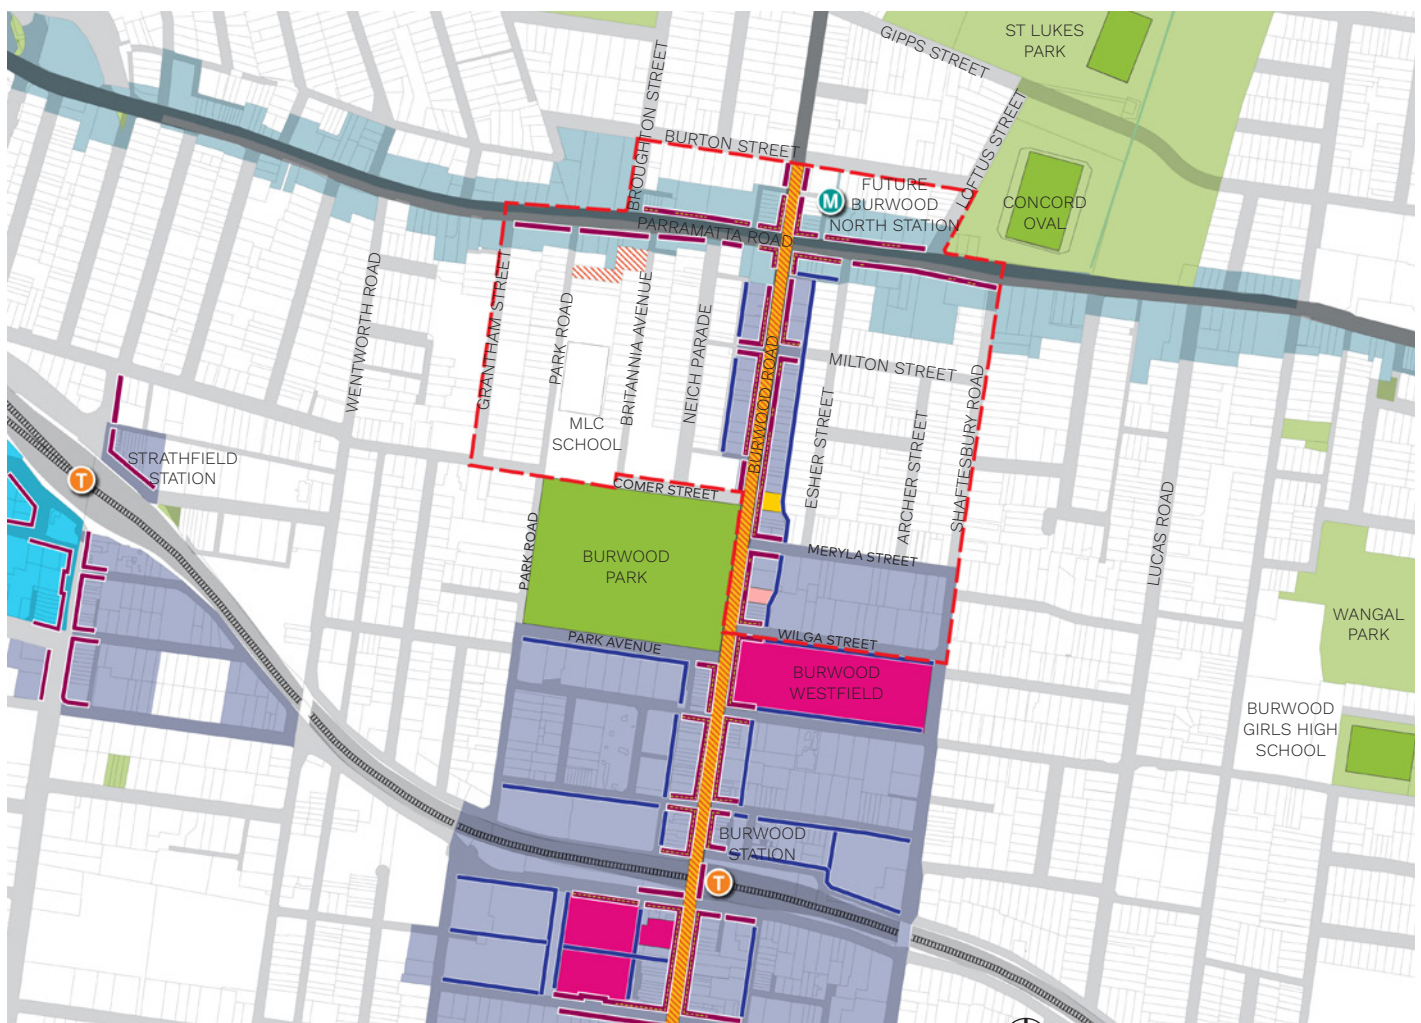 GIPPS STREET
ST LUKES
PARK
BROUGHTON STREET
BURTON STREET
LOFTUS STREET
M
FUTURE
BURWOOD
NORTH STATION
CONCORD
OVAL
PARRAMATTA ROAD
WENTWORTH ROAD
GRANTHAM STREET
PARK ROAD
BRITANNIA AVENUE
NEICH PARADE
BURWOOD ROAD
MILTON STREET
ESHER STREET
ARCHER STREET
SHAFTESBURY ROAD
LUCAS ROAD
MLC
SCHOOL
STRATHFIELD
STATION
T
COMER STREET
PARK ROAD
BURWOOD
PARK
MERYLA STREET
WANGAL
PARK
PARK AVENUE
WILGA STREET
BURWOOD
WESTFIELD
BURWOOD
GIRLS HIGH
SCHOOL
BURWOOD
STATION
T